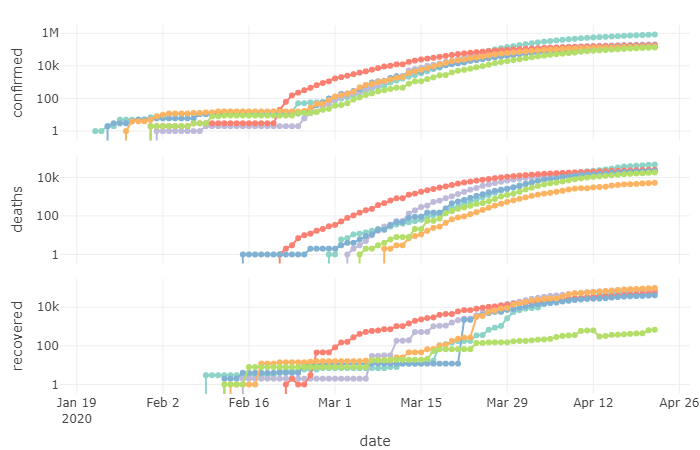 confirmed
1M
10k
100
1
deaths
10k
100
1
recovered
10k
100
1
Jan 19 Feb 2 Feb 16 Mar 1 Mar 15 Mar 29 Apr 12 Apr 26
2020
date